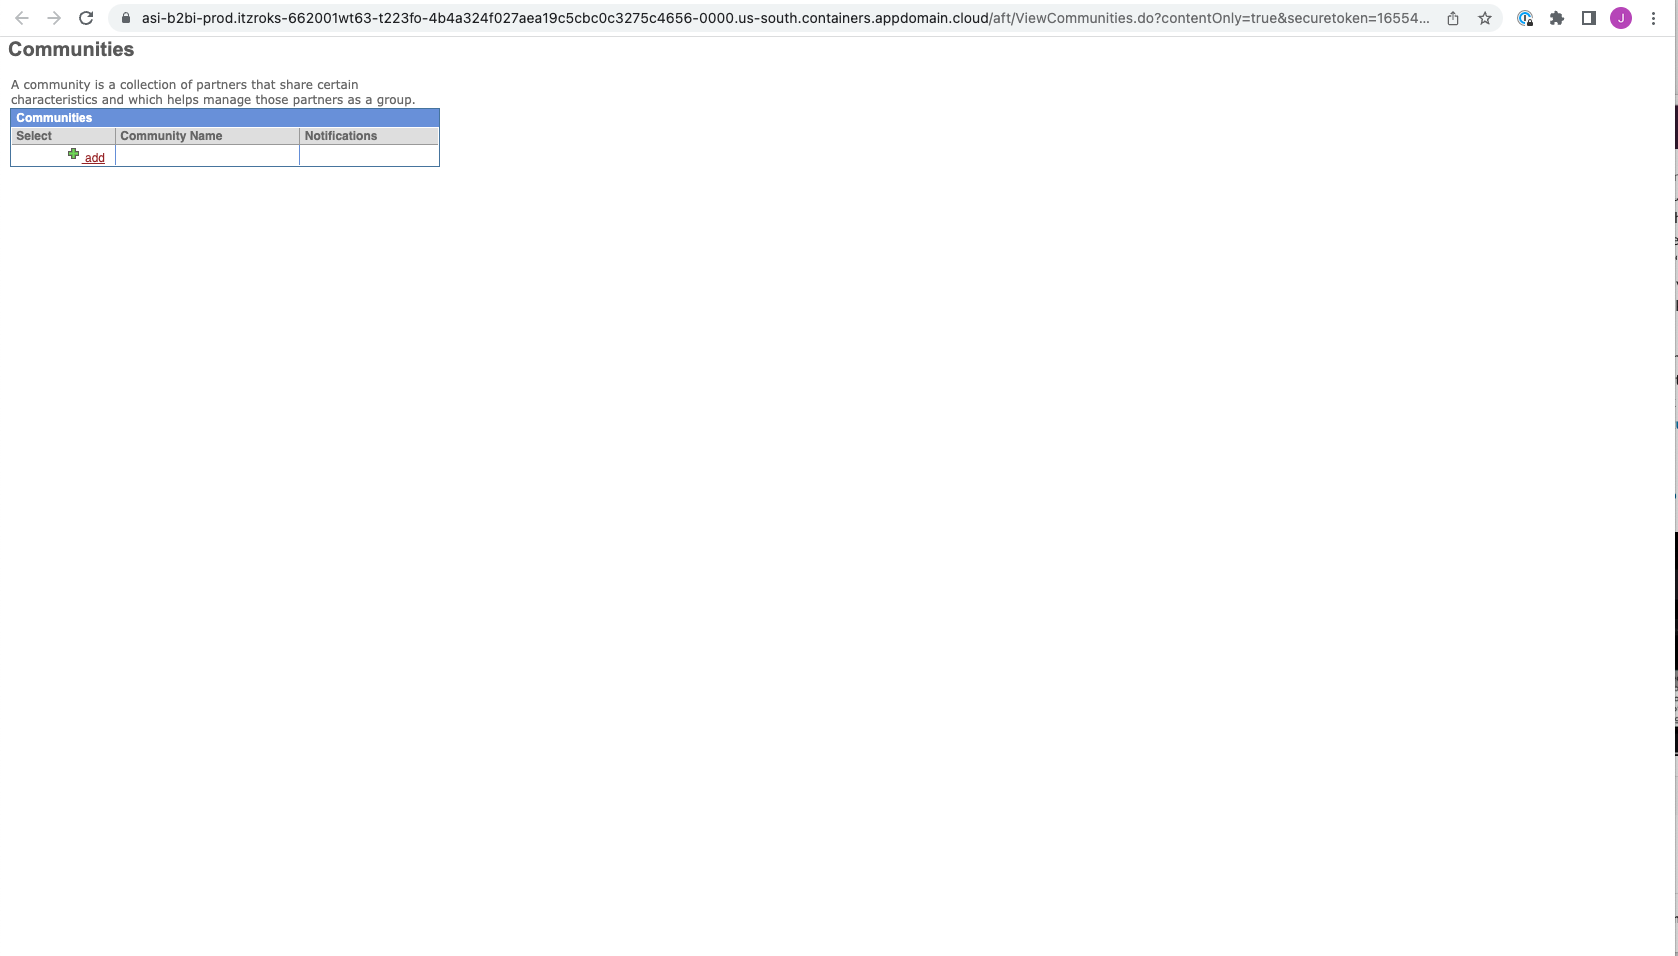 asi-b2bi-prod.itzroks-662001wt63-t223fo-4b4a324f027aea19c5cbc0c3275c4656-0000.us-south.containers.appdomain.cloud/aft/ViewCommunities.do?contentOnly=true&securetoken=16554...
J
Communities
A community is a collection of partners that share certain
characteristics and which helps manage those partners as a group.
Communities
Select Community Name Notifications
add